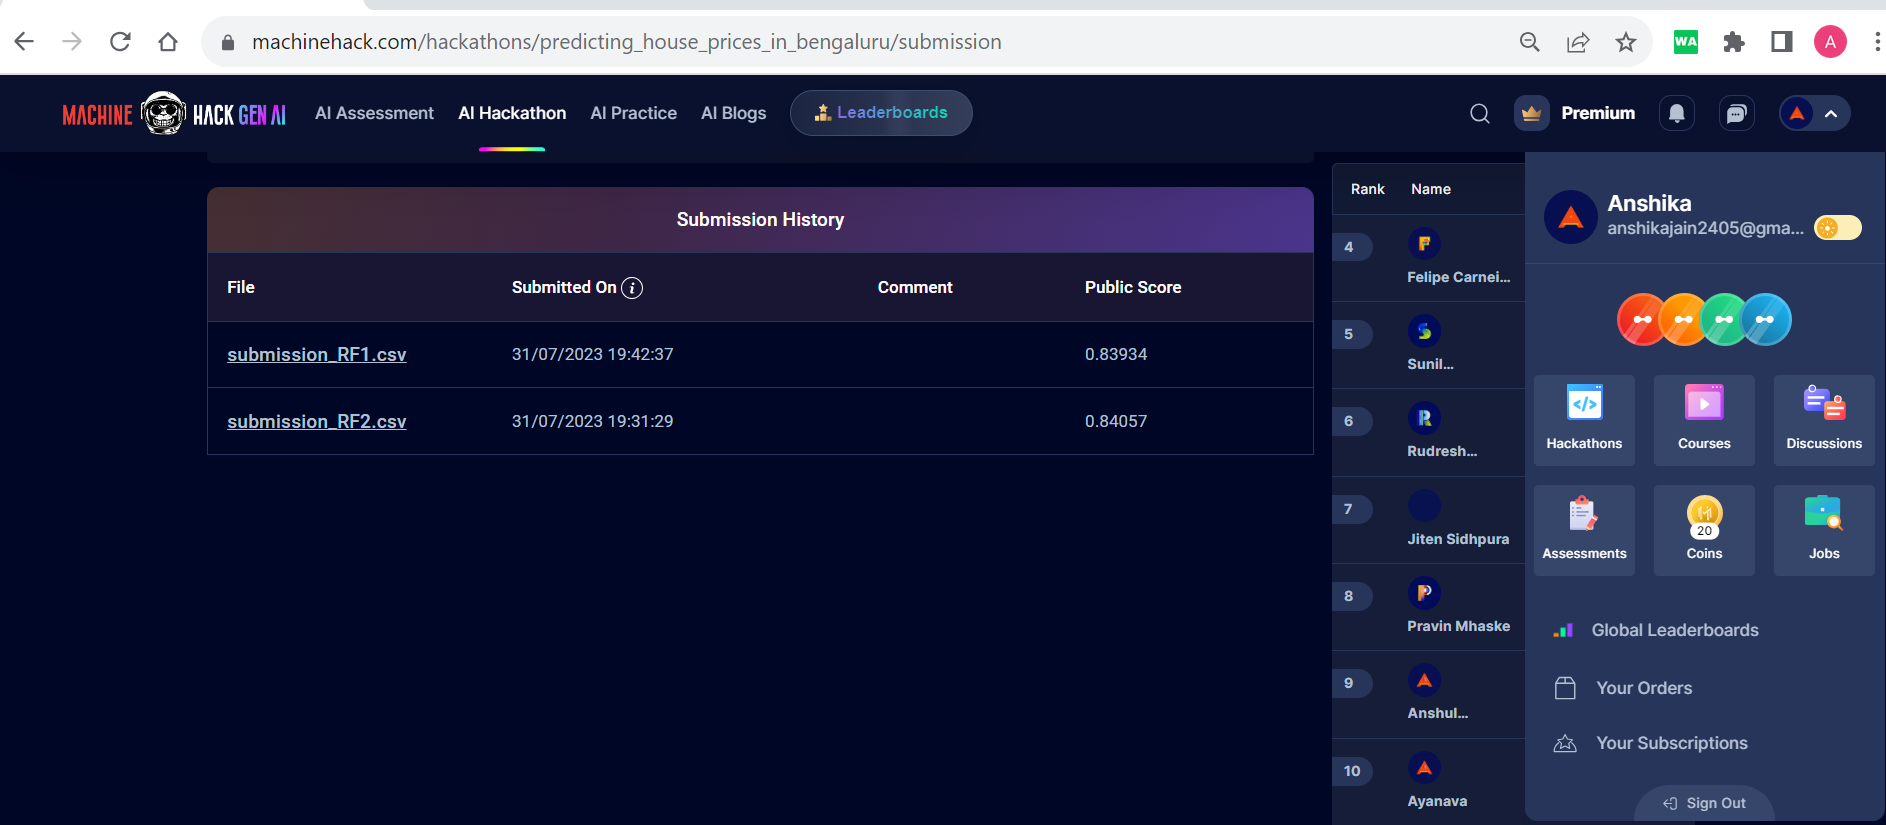 machinehack.com/hackathons/predicting_house_prices_in_bengaluru/submission
WA
A
MACHINE HACK GEN AI
AI Assessment
AI Hackathon
AI Practice
AI Blogs
Leaderboards
Premium
Submission History
File Submitted On i Comment Public Score
submission_RF1.csv 31/07/2023 19:42:37 0.83934
submission_RF2.csv 31/07/2023 19:31:29 0.84057
Rank Name
4 F
Felipe Carnei...
5 S
Sunil...
6 R
Rudresh...
7
Jiten Sidhpura
8 P
Pravin Mhaske
9 A
Anshul...
10 A
Ayanava
Anshika
anshikajain2405@gma...
Hackathons
Courses
Discussions
Assessments
20
Coins
Jobs
Global Leaderboards
Your Orders
Your Subscriptions
Sign Out